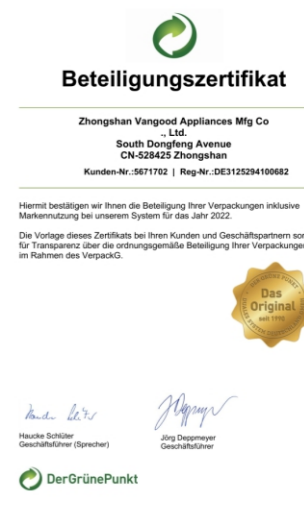 Beteiligungszertifikat
Zhongshan Vangood Appliances Mfg Co
., Ltd.
South Dongfeng Avenue
CN-528425 Zhongshan
Kunden-Nr.:5671702 | Reg-Nr.:DE3125294100682
Hiermit bestätigen wir Ihnen die Beteiligung Ihrer Verpackungen inklusive
Markennutzung bei unserem System für das Jahr 2022.
Die Vorlage dieses Zertifikats bei Ihren Kunden und Geschäftspartnern sor
für Transparenz über die ordnungsgemäße Beteiligung Ihrer Verpackungen
im Rahmen des VerpackG.
Das
Original
seit 1990
Haucke Schlüter
Geschäftsführer (Sprecher)
Jörg Deppmeyer
Geschäftsführer
DerGrünePunkt